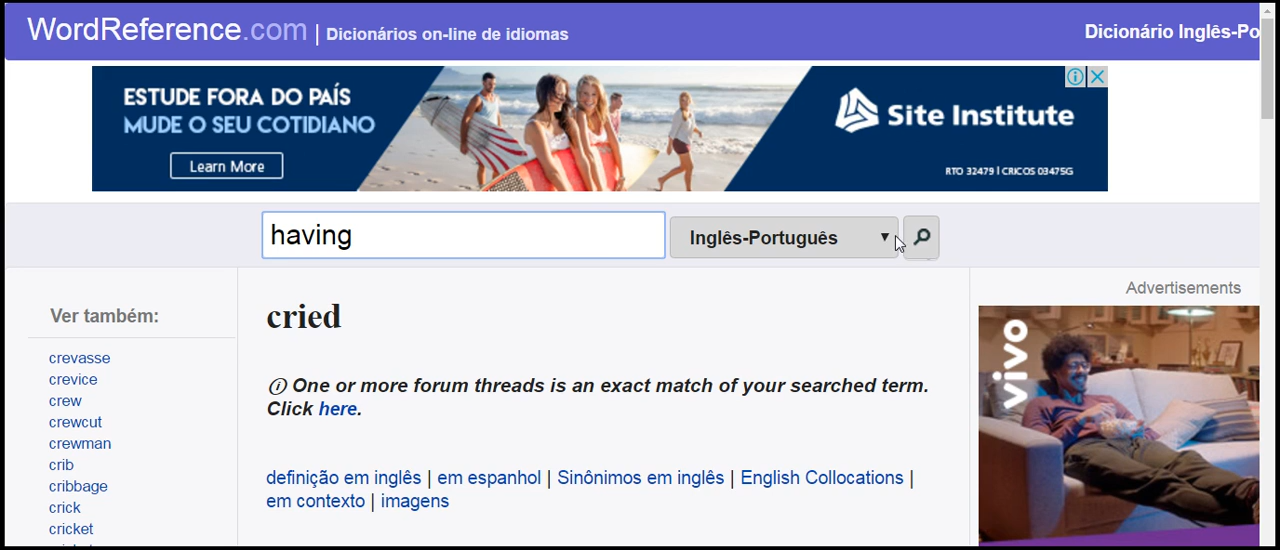 WordReference.com | Dicionários on-line de idiomas
Dicionário Inglês-Po
ESTUDE FORA DO PAÍS
MUDE O SEU COTIDIANO
Learn More
Site Institute
RTO 32479 | CRICOS 03475G
having
Inglês-Português
Ver também:
crevasse
crevice
crew
crewcut
crewman
crib
cribbage
crick
cricket
cried
One or more forum threads is an exact match of your searched term.
Click here.
definição em inglês | em espanhol | Sinônimos em inglês | English Collocations |
em contexto | imagens
Advertisements
vivo